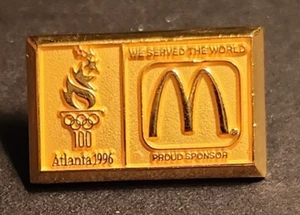 100
Atlanta 1996
WE SERVED THE WORLD
M
PROUD SPONSOR